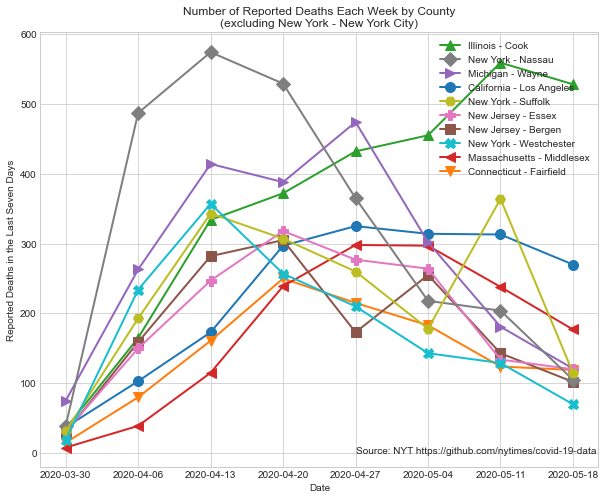 Number of Reported Deaths Each Week by County
(excluding New York - New York City)
Reported Deaths in the Last Seven Days
600
500
400
300
200
100
0
Illinois - Cook
New York - Nassau
Michigan - Wayne
California - Los Angeles
New York - Suffolk
New Jersey - Essex
New Jersey - Bergen
New York - Westchester
Massachusetts - Middlesex
Connecticut - Fairfield
Source: NYT https://github.com/nytimes/covid-19-data
2020-03-30
2020-04-06
2020-04-13
2020-04-20
2020-04-27
2020-05-04
2020-05-11
2020-05-18
Date